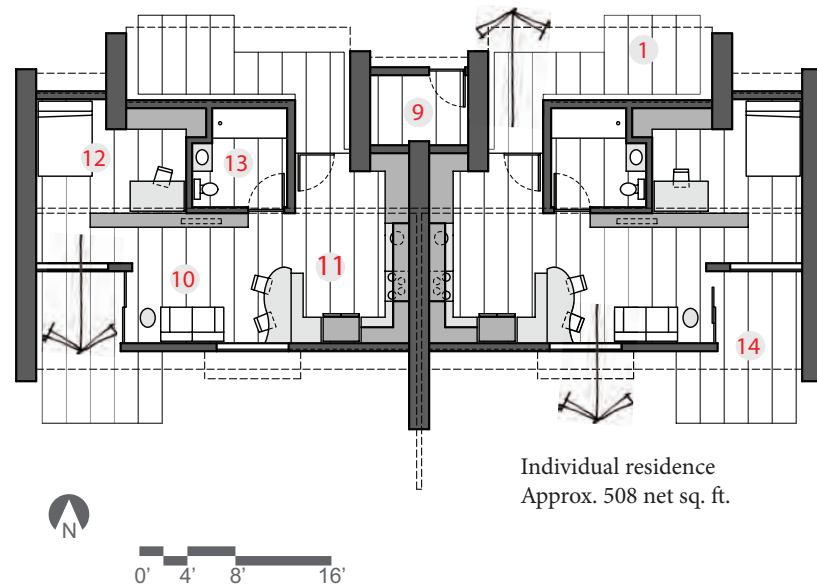 1
9
12
13
11
10
14
Individual residence
Approx. 508 net sq. ft.
N
0' 4' 8' 16'